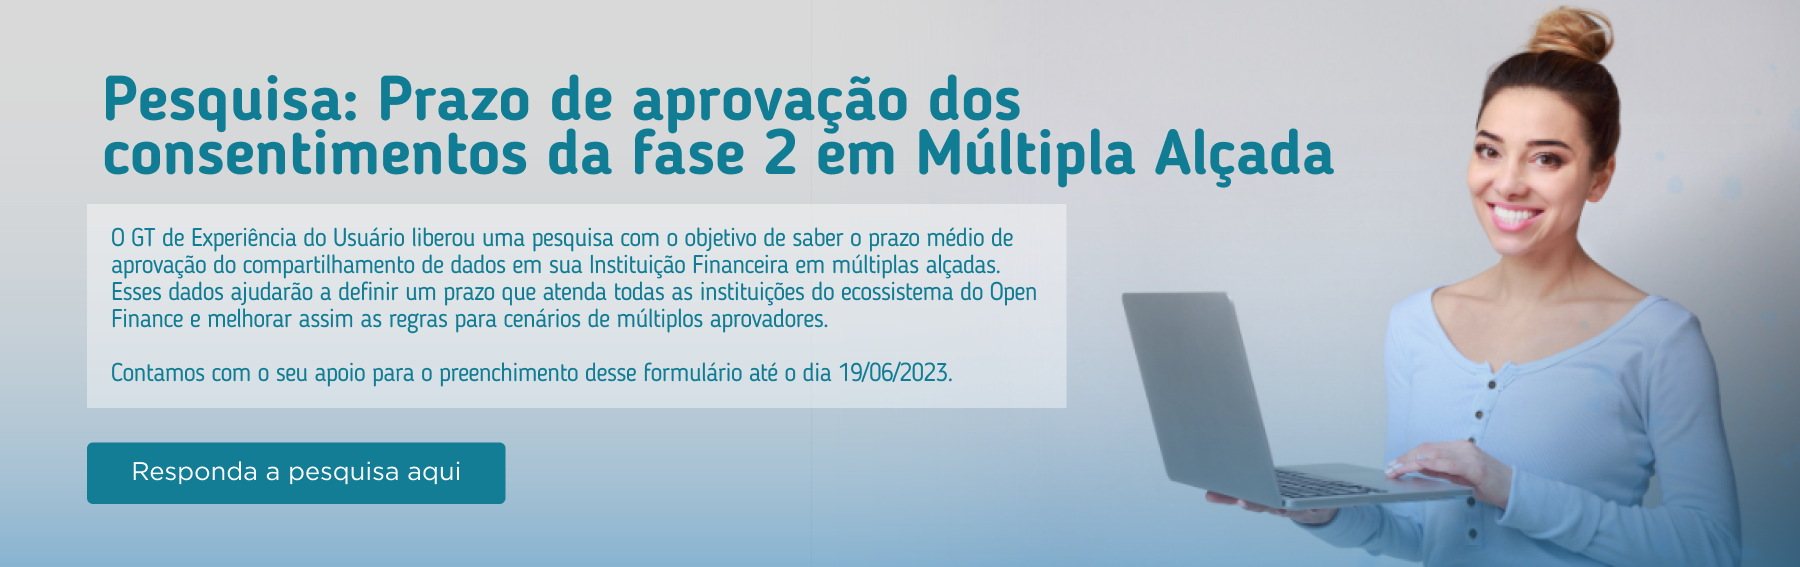 Pesquisa: Prazo de aprovação dos
consentimentos da fase 2 em Múltipla Alçada
O GT de Experiência do Usuário liberou uma pesquisa com o objetivo de saber o prazo médio de
aprovação do compartilhamento de dados em sua Instituição Financeira em múltiplas alçadas.
Esses dados ajudarão a definir um prazo que atenda todas as instituições do ecossistema do Open
Finance e melhorar assim as regras para cenários de múltiplos aprovadores.
Contamos com o seu apoio para o preenchimento desse formulário até o dia 19/06/2023.
Responda a pesquisa aqui